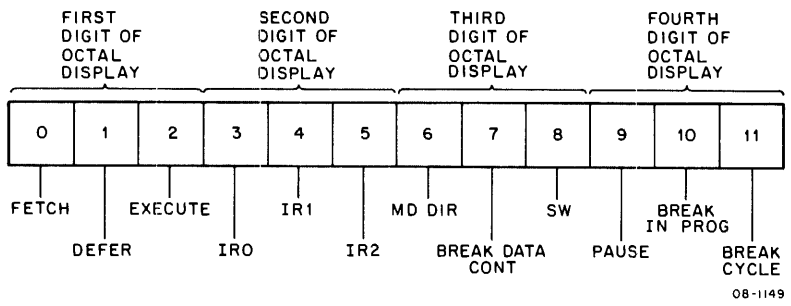 FIRST DIGIT OF OCTAL DISPLAY
SECOND DIGIT OF OCTAL DISPLAY
THIRD DIGIT OF OCTAL DISPLAY
FOURTH DIGIT OF OCTAL DISPLAY
0 1 2 3 4 5 6 7 8 9 10 11
FETCH
DEFER
EXECUTE
IR0
IR1
IR2
MD DIR
BREAK DATA CONT
SW
PAUSE
BREAK IN PROG
BREAK CYCLE
08-1149